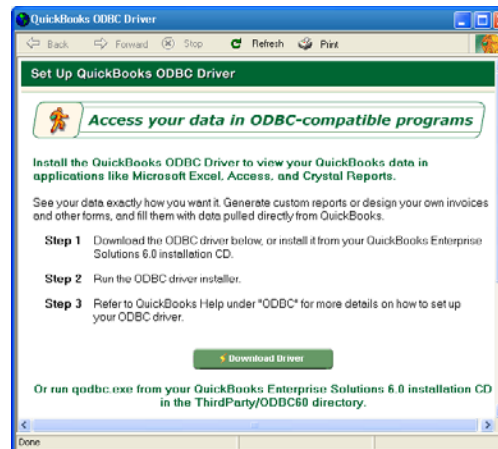 QuickBooks ODBC Driver
Back Forward Stop Refresh Print
Set Up QuickBooks ODBC Driver
Access your data in ODBC-compatible programs
Install the QuickBooks ODBC Driver to view your QuickBooks data in
applications like Microsoft Excel, Access, and Crystal Reports.
See your data exactly how you want it. Generate custom reports or design your own invoices
and other forms, and fill them with data pulled directly from QuickBooks.
Step 1 Download the ODBC driver below, or install it from your QuickBooks Enterprise
Solutions 6.0 installation CD.
Step 2 Run the ODBC driver installer.
Step 3 Refer to QuickBooks Help under "ODBC" for more details on how to set up
your ODBC driver.
Download Driver
Or run qodbc.exe from your QuickBooks Enterprise Solutions 6.0 installation CD
in the ThirdParty/ODBC60 directory.
Done